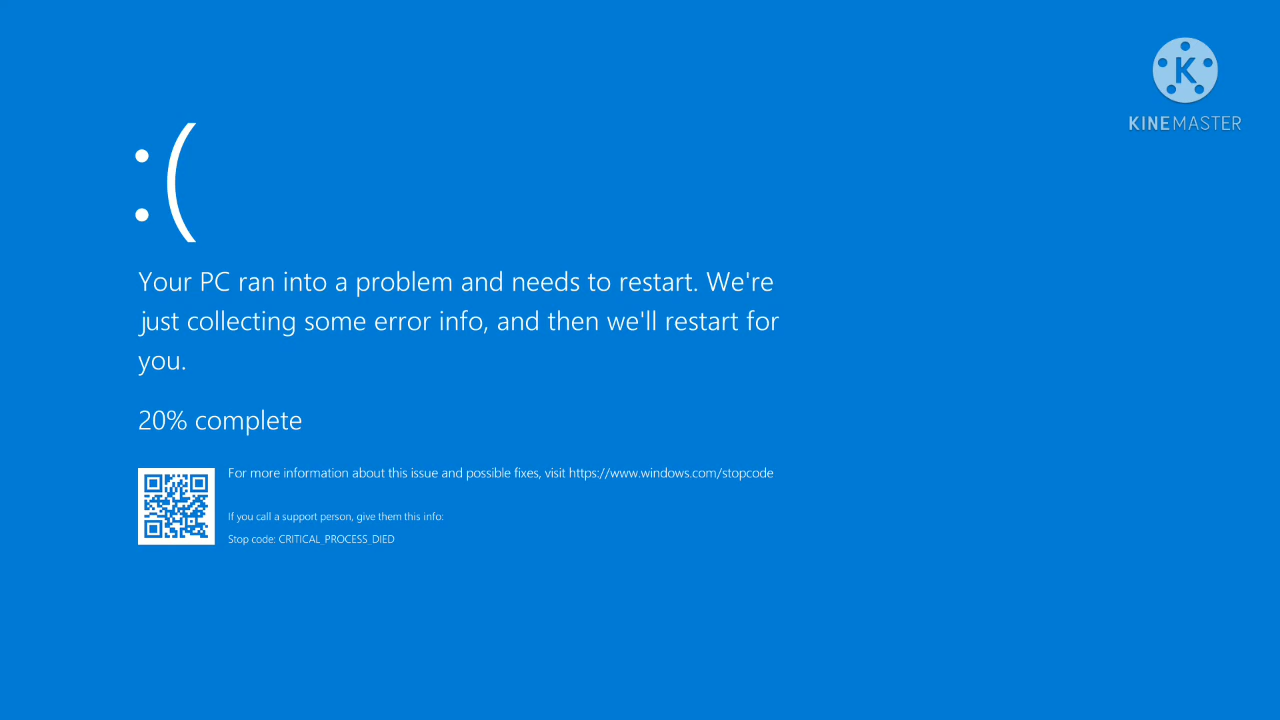 K
KINEMASTER
:(
Your PC ran into a problem and needs to restart. We're
just collecting some error info, and then we'll restart for
you.
20% complete
For more information about this issue and possible fixes, visit https://www.windows.com/stopcode
If you call a support person, give them this info:
Stop code: CRITICAL_PROCESS_DIED